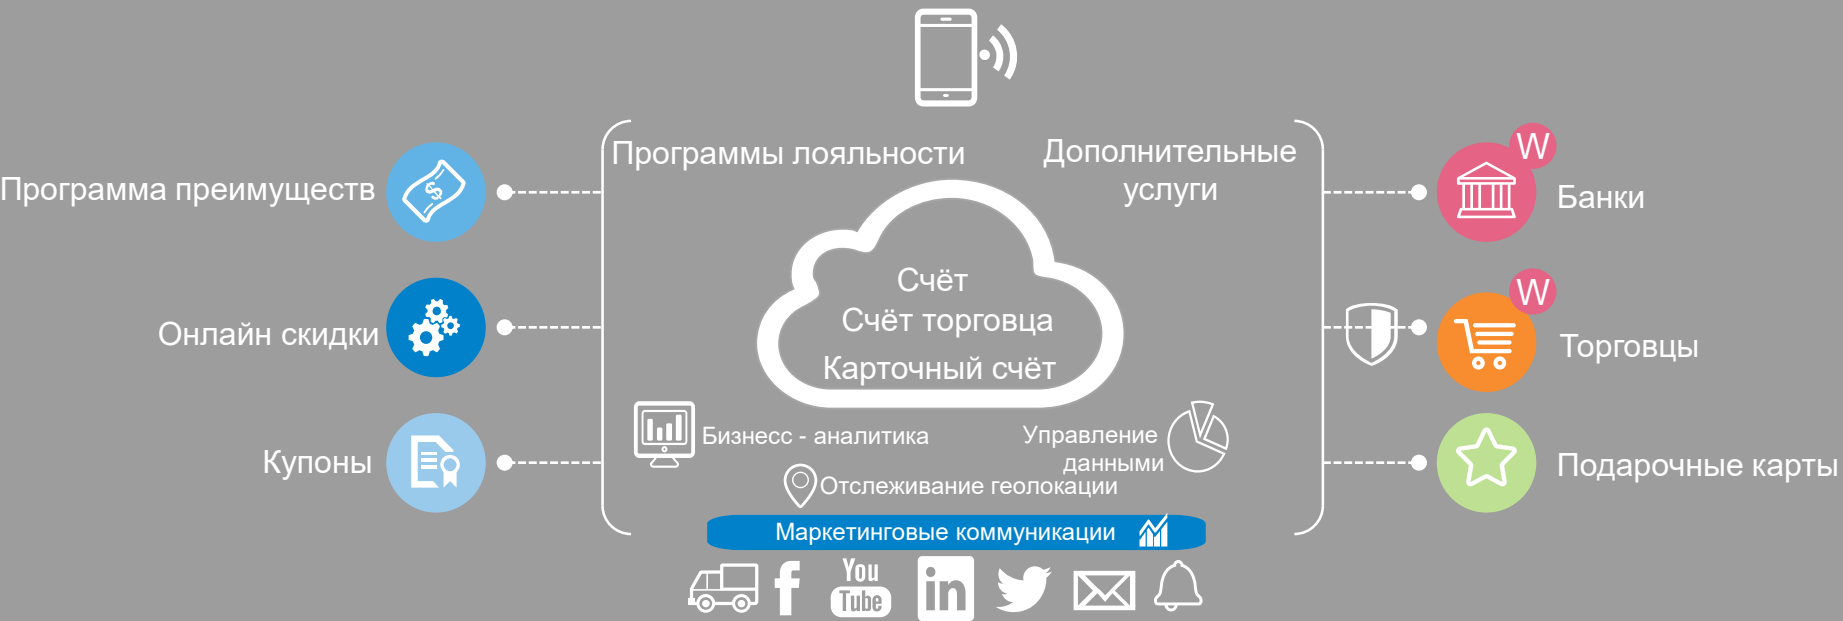 Программы лояльности
Дополнительные
услуги
Программа преимуществ
$
Онлайн скидки
Купоны
Счёт
Счёт торговца
Карточный счёт
Бизнесс - аналитика
Управление
данными
Отслеживание геолокации
Маркетинговые коммуникации
f
You
Tube
in
W
Банки
W
Торговцы
Подарочные карты